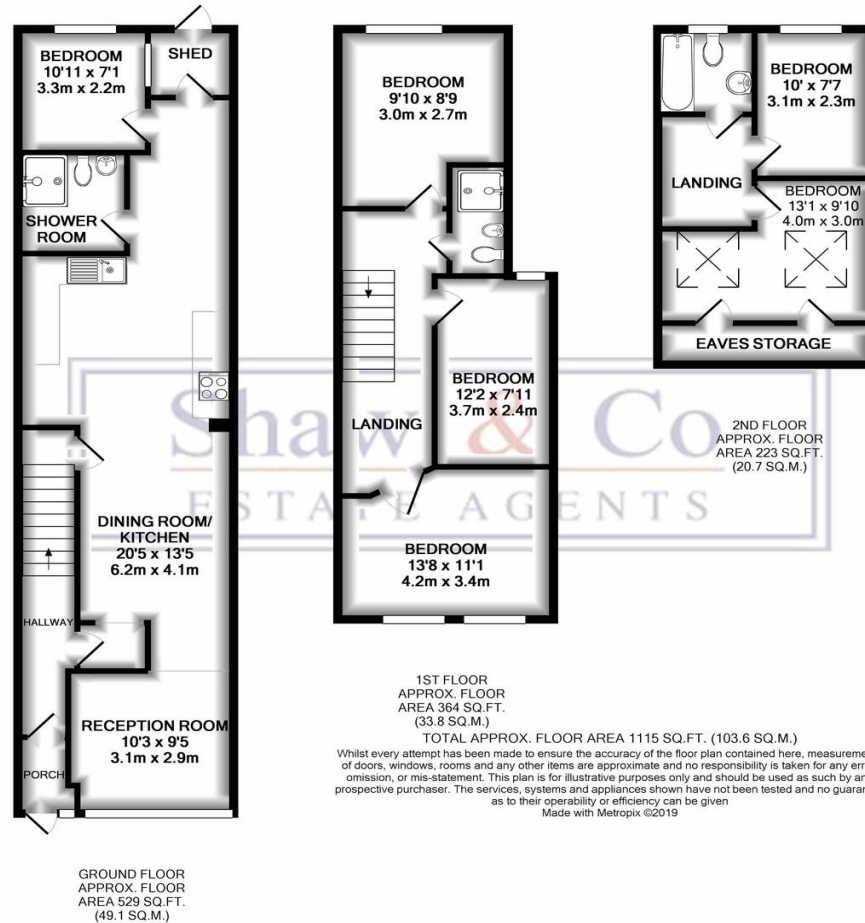 BEDROOM
10'11 x 7'1
3.3m x 2.2m
SHED
SHOWER
ROOM
DINING ROOM/
KITCHEN
20'5 x 13'5
6.2m x 4.1m
HALLWAY
RECEPTION ROOM
10'3 x 9'5
3.1m x 2.9m
PORCH
GROUND FLOOR
APPROX. FLOOR
AREA 529 SQ.FT.
(49.1 SQ.M.)
BEDROOM
9'10 x 8'9
3.0m x 2.7m
BEDROOM
12'2 x 7'11
3.7m x 2.4m
LANDING
BEDROOM
13'8 x 11'1
4.2m x 3.4m
1ST FLOOR
APPROX. FLOOR
AREA 364 SQ.FT.
(33.8 SQ.M.)
BEDROOM
10' x 7'7
3.1m x 2.3m
LANDING
BEDROOM
13'1 x 9'10
4.0m x 3.0m
EAVES STORAGE
2ND FLOOR
APPROX. FLOOR
AREA 223 SQ.FT.
(20.7 SQ.M.)
Shaw & Co
ESTATE AGENTS
TOTAL APPROX. FLOOR AREA 1115 SQ.FT. (103.6 SQ.M.)
Whilst every attempt has been made to ensure the accuracy of the floor plan contained here, measureme
of doors, windows, rooms and any other items are approximate and no responsibility is taken for any err
omission, or mis-statement. This plan is for illustrative purposes only and should be used as such by an
prospective purchaser. The services, systems and appliances shown have not been tested and no guaran
as to their operability or efficiency can be given
Made with Metropix ©2019